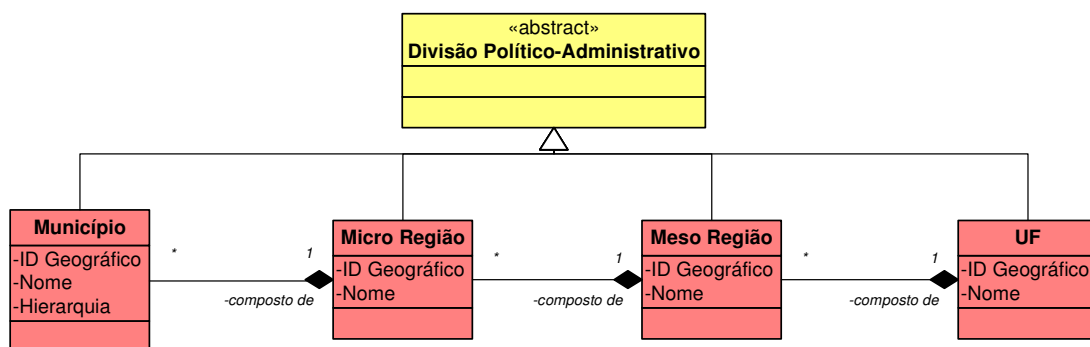 «abstract»
Divisão Político-Administrativo
Município
-ID Geográfico
-Nome
-Hierarquia
*
1
-composto de
Micro Região
-ID Geográfico
-Nome
*
1
-composto de
Meso Região
-ID Geográfico
-Nome
*
1
-composto de
UF
-ID Geográfico
-Nome